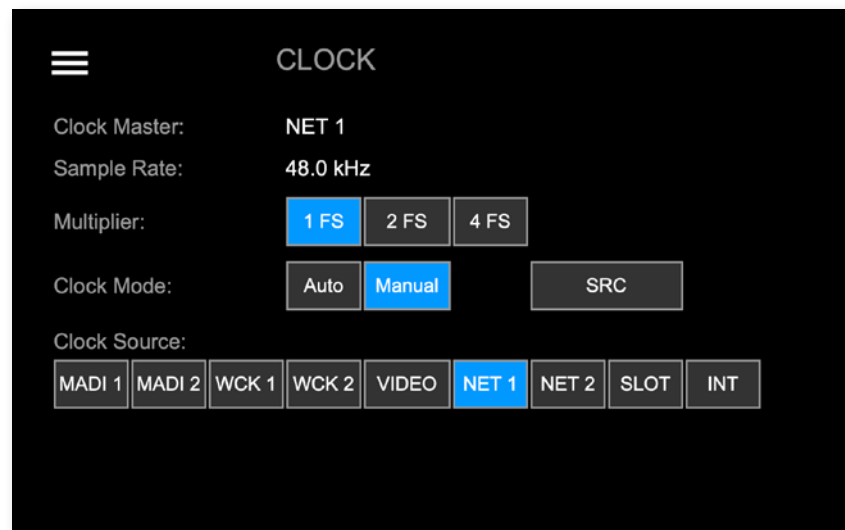 CLOCK
Clock Master: NET 1
Sample Rate: 48.0 kHz
Multiplier: 1 FS 2 FS 4 FS
Clock Mode: Auto Manual SRC
Clock Source:
MADI 1 MADI 2 WCK 1 WCK 2 VIDEO NET 1 NET 2 SLOT INT